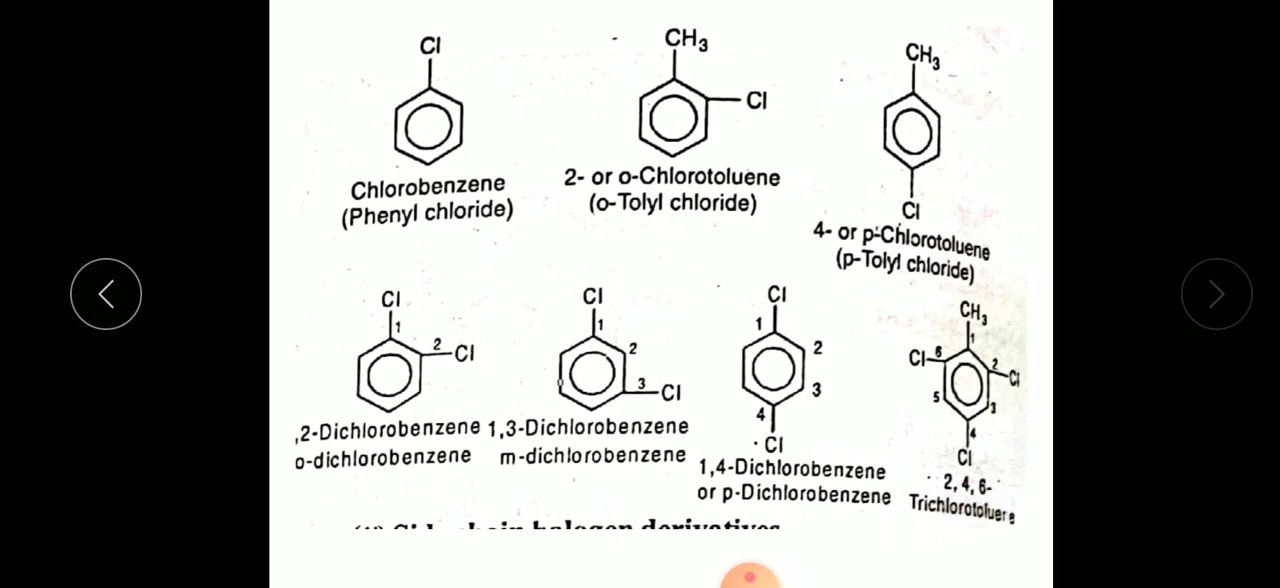 Cl
Chlorobenzene
(Phenyl chloride)
CH3
Cl
2- or o-Chlorotoluene
(o-Tolyl chloride)
CH3
Cl
4- or p-Chlorotoluene
(p-Tolyl chloride)
Cl
1
2
Cl
,2-Dichlorobenzene
o-dichlorobenzene
Cl
1
2
3
Cl
1,3-Dichlorobenzene
m-dichlorobenzene
Cl
1
2
3
4
Cl
1,4-Dichlorobenzene
or p-Dichlorobenzene
CH3
1
Cl 6
2 Cl
5
3
4
Cl
2,4,6-
Trichlorotoluene
halogen derivatives